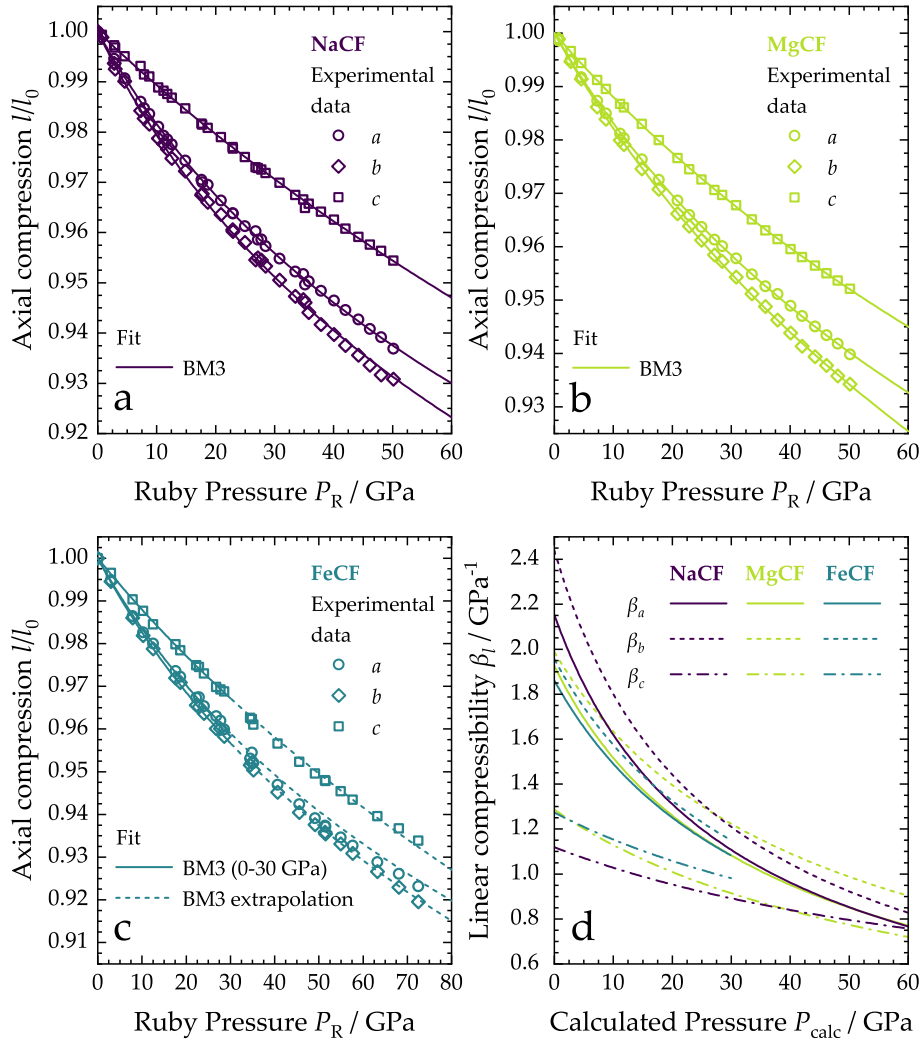 NaCF
Experimental
data
a
b
c
Fit
BM3
a
Axial compression l/l0
1.00
0.99
0.98
0.97
0.96
0.95
0.94
0.93
0.92
0 10 20 30 40 50 60
Ruby Pressure PR / GPa
MgCF
Experimental
data
a
b
c
Fit
BM3
b
Axial compression l/l0
1.00
0.99
0.98
0.97
0.96
0.95
0.94
0.93
0 10 20 30 40 50 60
Ruby Pressure PR / GPa
FeCF
Experimental
data
a
b
c
Fit
BM3 (0-30 GPa)
BM3 extrapolation
c
Axial compression l/l0
1.00
0.99
0.98
0.97
0.96
0.95
0.94
0.93
0.92
0.91
0 10 20 30 40 50 60 70 80
Ruby Pressure PR / GPa
NaCF MgCF FeCF
βa
βb
βc
d
Linear compressibility βl / GPa-1
2.4
2.2
2.0
1.8
1.6
1.4
1.2
1.0
0.8
0.6
0 10 20 30 40 50 60
Calculated Pressure Pcalc / GPa